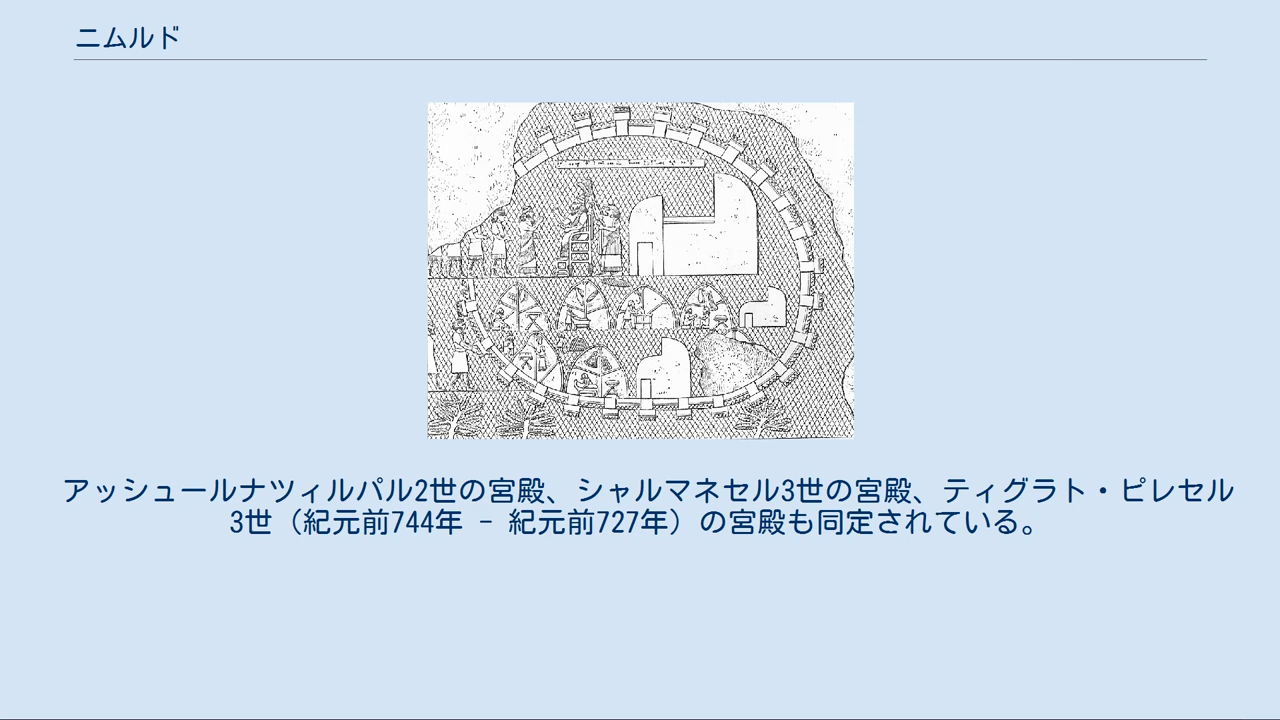 ニムルド
アッシュールナツィルパル2世の宮殿、シャルマネセル3世の宮殿、ティグラト・ピレセル
3世（紀元前744年 - 紀元前727年）の宮殿も同定されている。